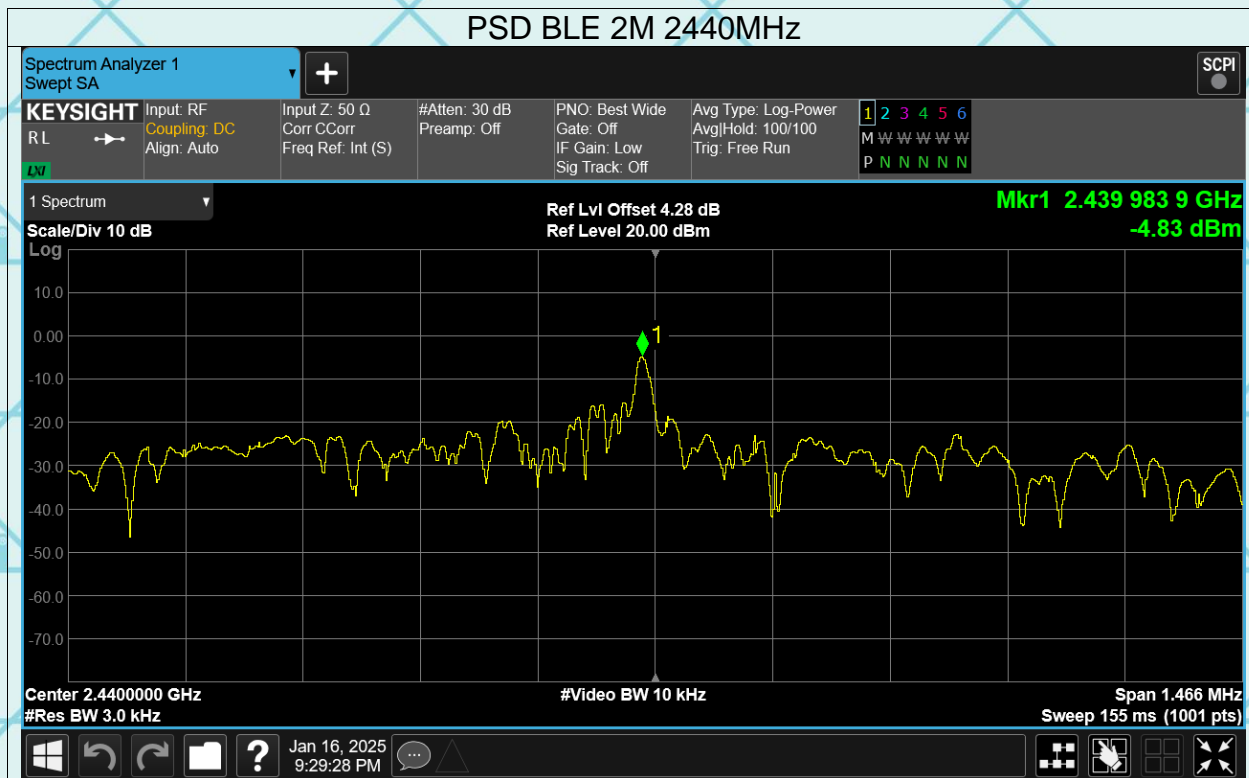 PSD BLE 2M 2440MHz
Spectrum Analyzer 1
Swept SA
SCPI
KEYSIGHT
RL
LXI
Input: RF
Coupling: DC
Align: Auto
Input Z: 50 Ω
Corr CCorr
Freq Ref: Int (S)
#Atten: 30 dB
Preamp: Off
PNO: Best Wide
Gate: Off
IF Gain: Low
Sig Track: Off
Avg Type: Log-Power
Avg|Hold: 100/100
Trig: Free Run
1 2 3 4 5 6
M W W W W W W
P N N N N N N
1 Spectrum
Scale/Div 10 dB
Ref Lvl Offset 4.28 dB
Ref Level 20.00 dBm
Mkr1 2.439 983 9 GHz
-4.83 dBm
Log
10.0
0.00
-10.0
-20.0
-30.0
-40.0
-50.0
-60.0
-70.0
1
Center 2.4400000 GHz
#Res BW 3.0 kHz
#Video BW 10 kHz
Span 1.466 MHz
Sweep 155 ms (1001 pts)
Jan 16, 2025
9:29:28 PM